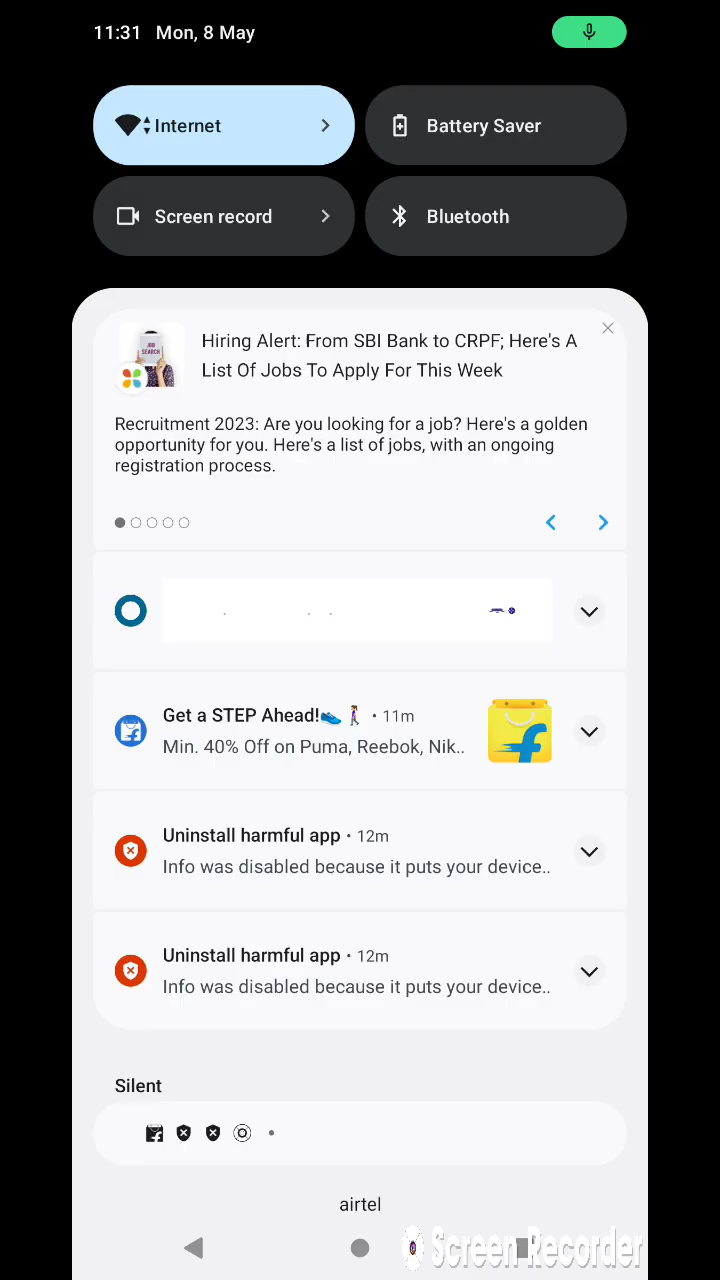 11:31 Mon, 8 May
Internet
Battery Saver
Screen record
Bluetooth
JOB
SEARCH
Hiring Alert: From SBI Bank to CRPF; Here's A
List Of Jobs To Apply For This Week
Recruitment 2023: Are you looking for a job? Here's a golden
opportunity for you. Here's a list of jobs, with an ongoing
registration process.
Get a STEP Ahead!👟🚶‍♀️ • 11m
Min. 40% Off on Puma, Reebok, Nik..
Uninstall harmful app • 12m
Info was disabled because it puts your device..
Uninstall harmful app • 12m
Info was disabled because it puts your device..
Silent
airtel
Screen Recorder